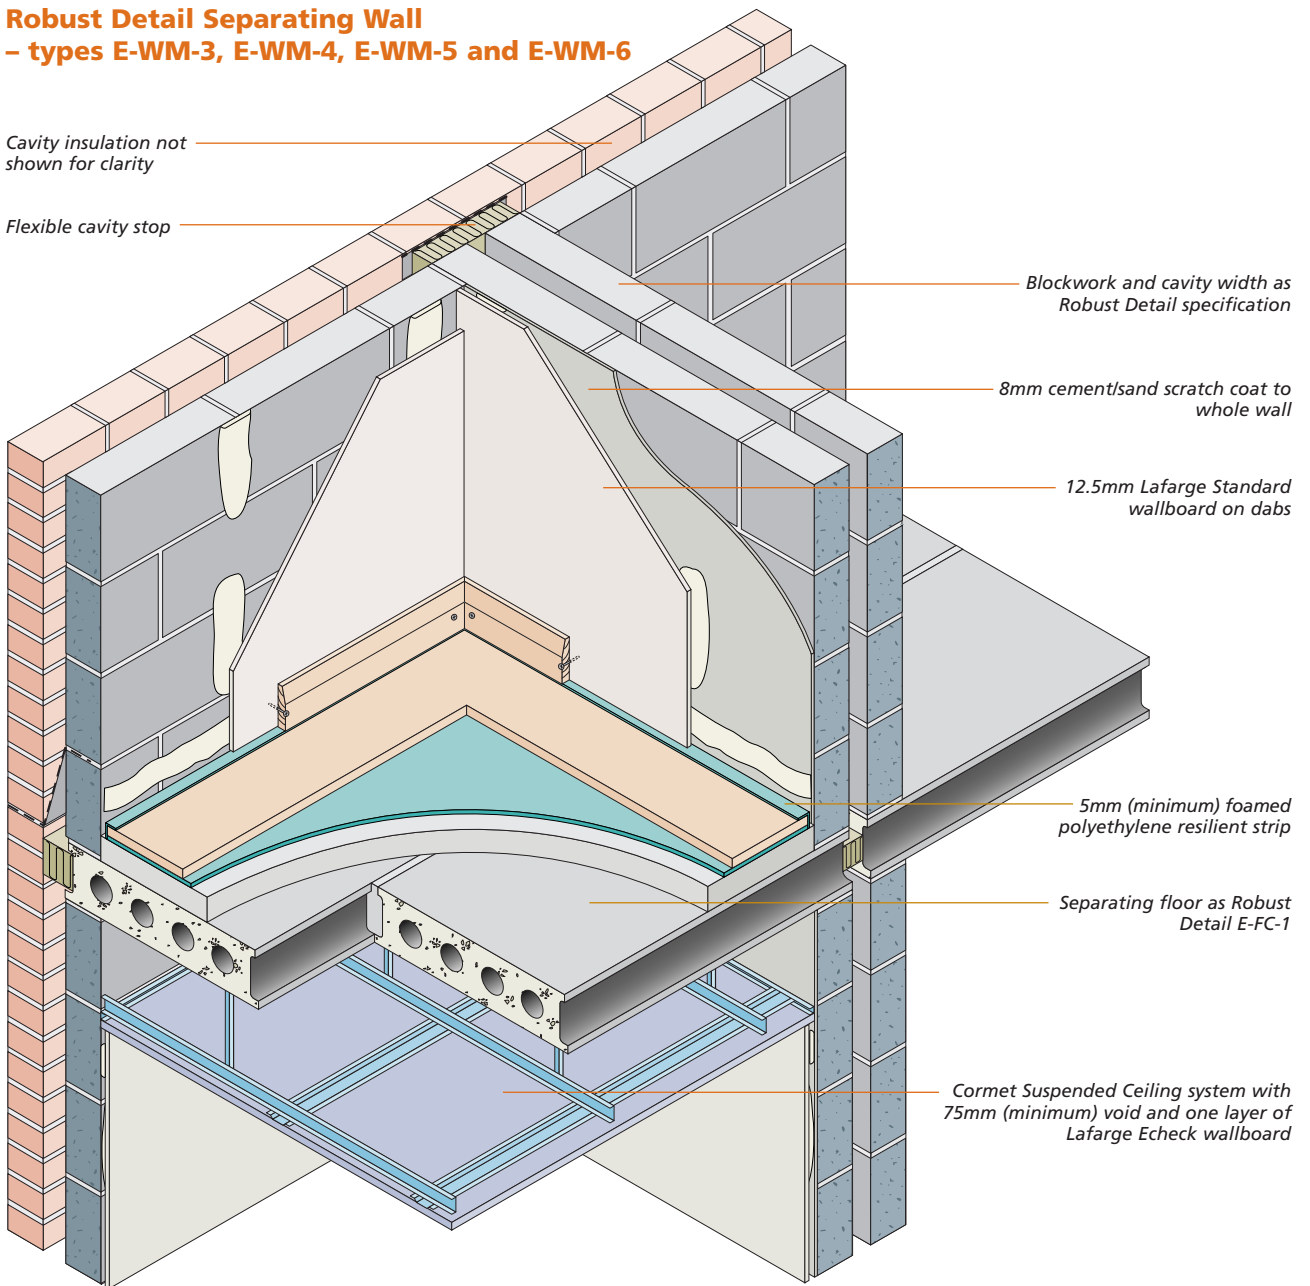 Robust Detail Separating Wall
– types E-WM-3, E-WM-4, E-WM-5 and E-WM-6
Cavity insulation not
shown for clarity
Flexible cavity stop
Blockwork and cavity width as
Robust Detail specification
8mm cement/sand scratch coat to
whole wall
12.5mm Lafarge Standard
wallboard on dabs
5mm (minimum) foamed
polyethylene resilient strip
Separating floor as Robust
Detail E-FC-1
Cormet Suspended Ceiling system with
75mm (minimum) void and one layer of
Lafarge Echeck wallboard